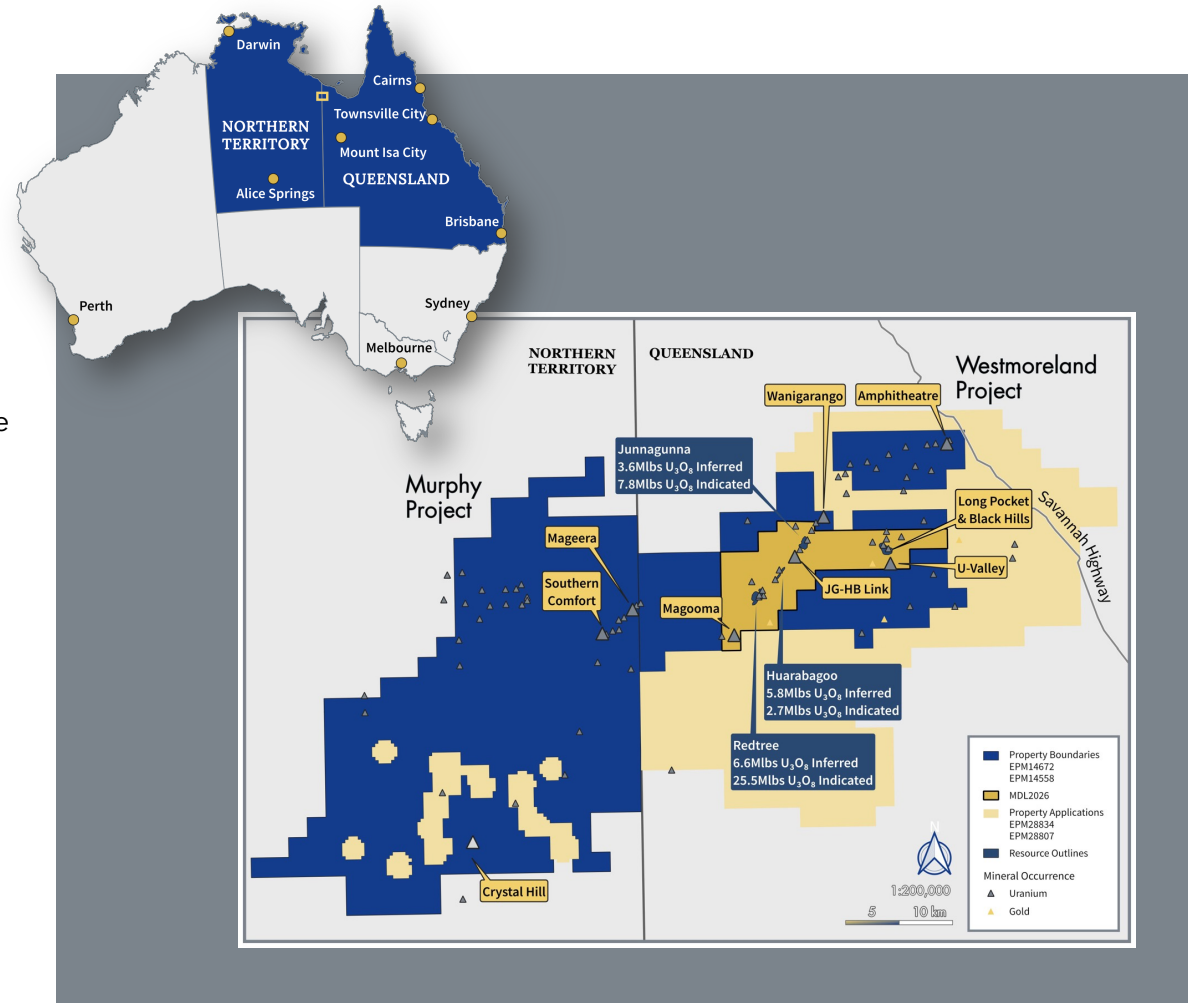 Darwin
Cairns
Townsville City
NORTHERN
TERRITORY
Mount Isa City
QUEENSLAND
Alice Springs
Brisbane
Perth
Sydney
Melbourne
e
NORTHERN
TERRITORY
QUEENSLAND
Westmoreland
Project
Wanigarango
Amphitheatre
Junnagunna
3.6Mlbs U₃O₈ Inferred
7.8Mlbs U₃O₈ Indicated
Murphy
Project
Long Pocket
& Black Hills
Savannah Highway
Mageera
U-Valley
Southern
Comfort
JG-HB Link
Magooma
Huarabagoo
5.8Mlbs U₃O₈ Inferred
2.7Mlbs U₃O₈ Indicated
Redtree
6.6Mlbs U₃O₈ Inferred
25.5Mlbs U₃O₈ Indicated
Crystal Hill
Property Boundaries
EPM14672
EPM14558
MDL2026
Property Applications
EPM28834
EPM28807
Resource Outlines
Mineral Occurrence
Uranium
Gold
N
1:200,000
5 10 km